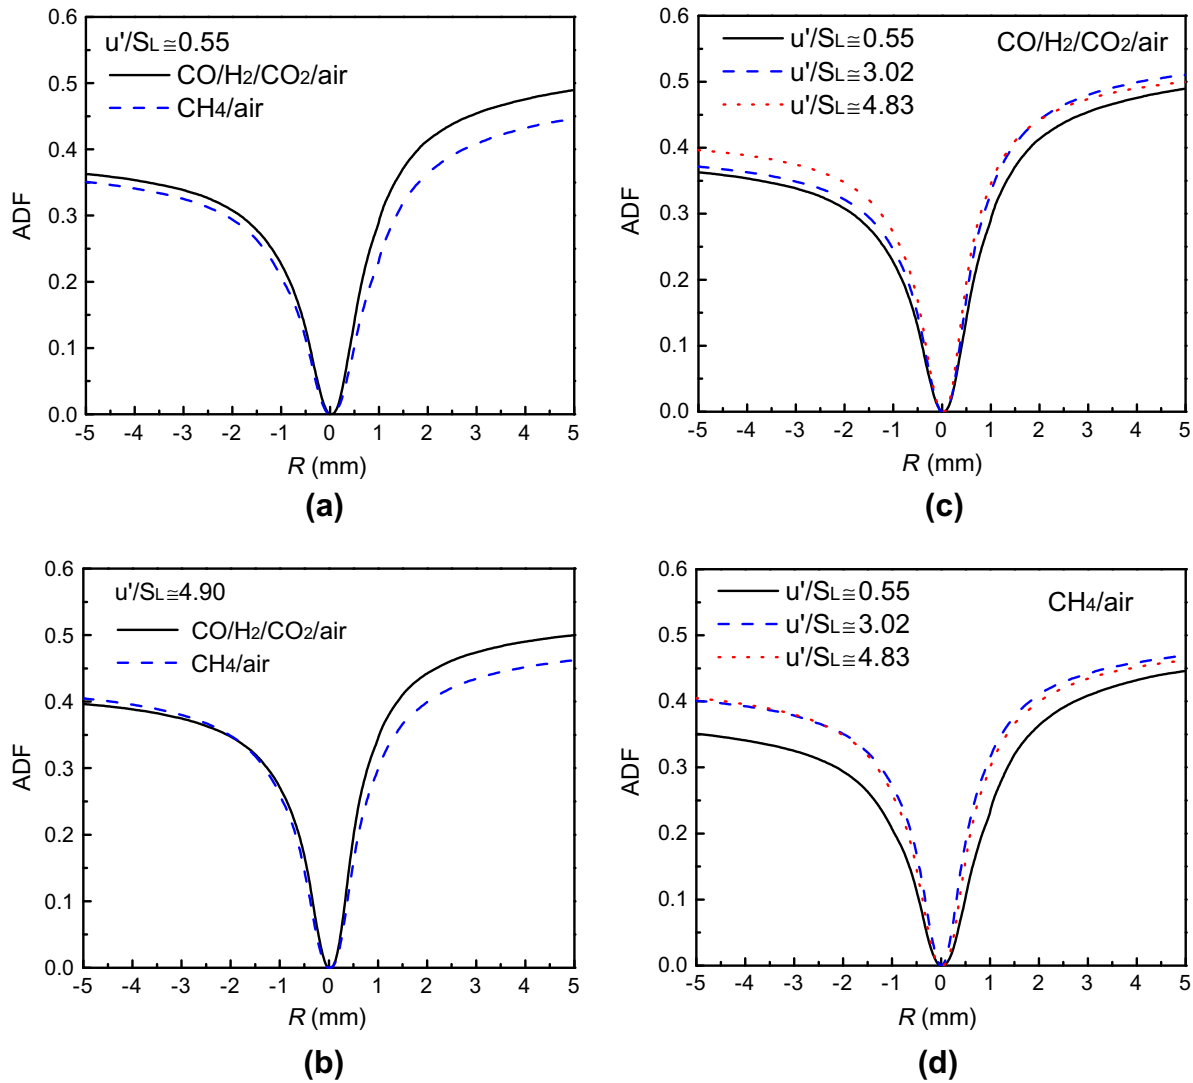 0.6
0.5
0.4
0.3
0.2
0.1
0.0
ADF
u'/SL≅0.55
CO/H2/CO2/air
CH4/air
-5 -4 -3 -2 -1 0 1 2 3 4 5
R (mm)
(a)
0.6
0.5
0.4
0.3
0.2
0.1
0.0
ADF
u'/SL≅0.55
u'/SL≅3.02
u'/SL≅4.83
CO/H2/CO2/air
-5 -4 -3 -2 -1 0 1 2 3 4 5
R (mm)
(c)
0.6
0.5
0.4
0.3
0.2
0.1
0.0
ADF
u'/SL≅4.90
CO/H2/CO2/air
CH4/air
-5 -4 -3 -2 -1 0 1 2 3 4 5
R (mm)
(b)
0.6
0.5
0.4
0.3
0.2
0.1
0.0
ADF
u'/SL≅0.55
u'/SL≅3.02
u'/SL≅4.83
CH4/air
-5 -4 -3 -2 -1 0 1 2 3 4 5
R (mm)
(d)